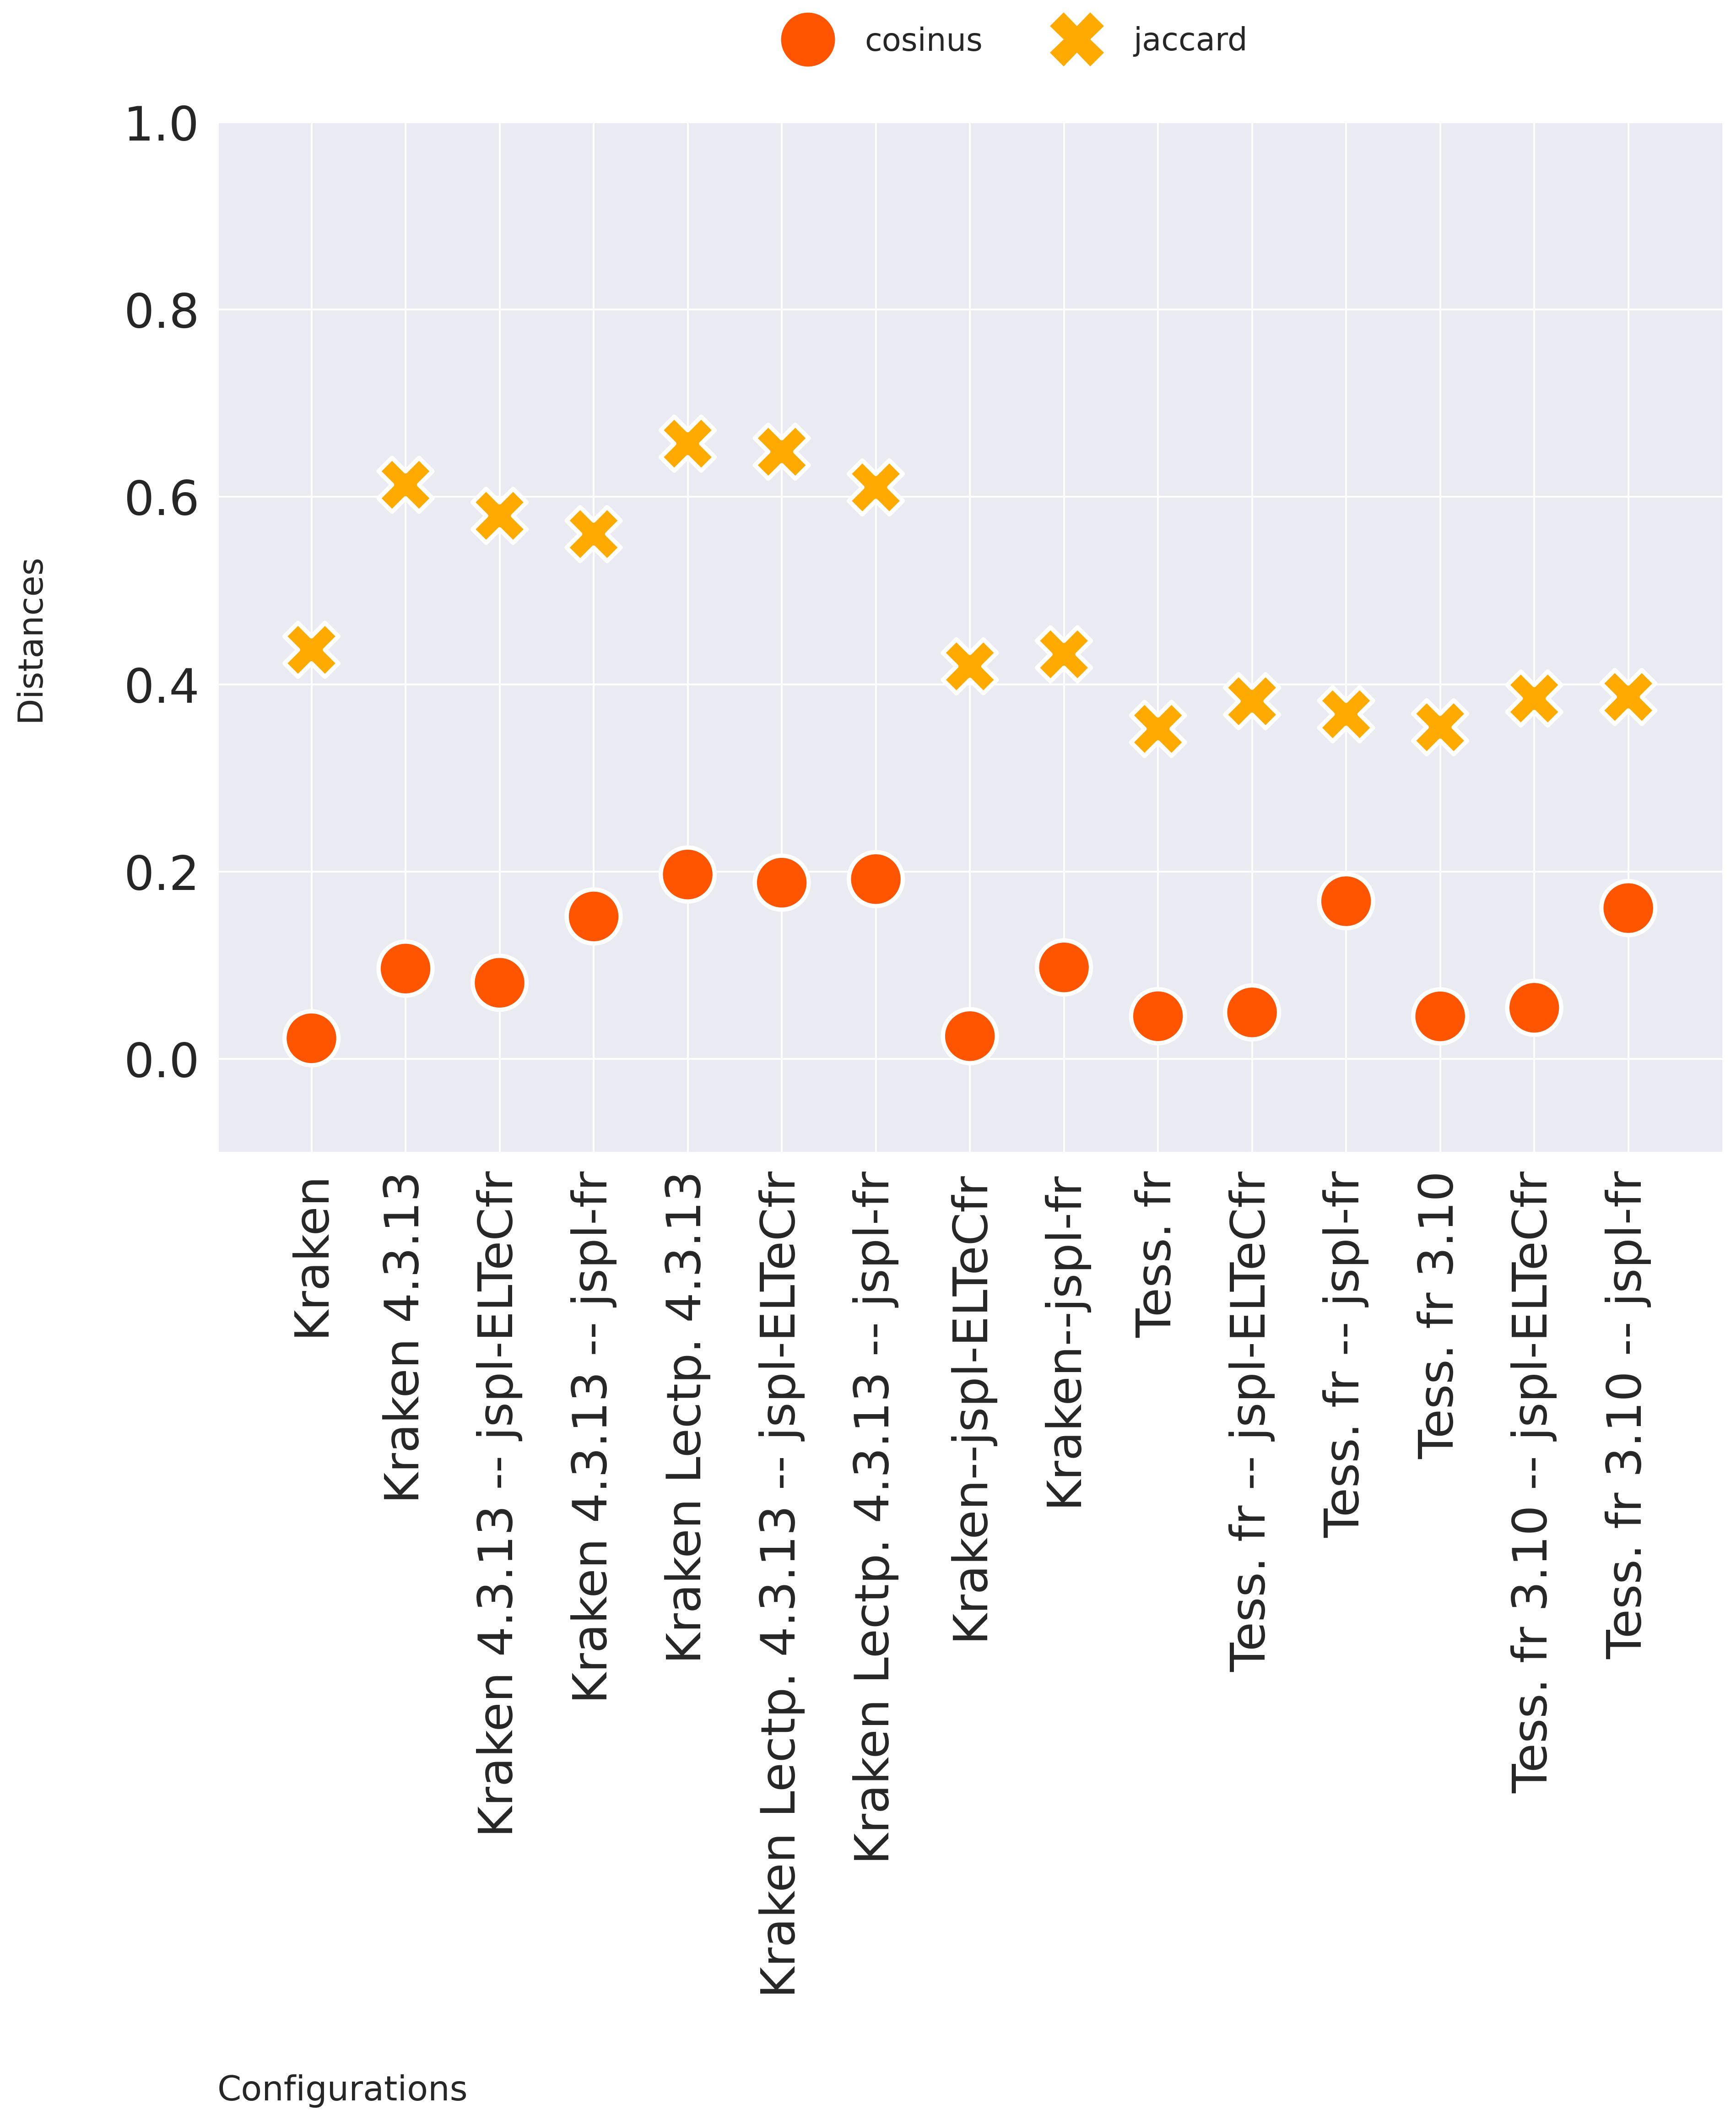 cosinus
jaccard
1.0
0.8
0.6
0.4
0.2
0.0
Distances
Kraken
Kraken 4.3.13
Kraken 4.3.13 -- jspl-ELTeCfr
Kraken 4.3.13 -- jspl-fr
Kraken Lectp. 4.3.13
Kraken Lectp. 4.3.13 -- jspl-ELTeCfr
Kraken Lectp. 4.3.13 -- jspl-fr
Kraken--jspl-ELTeCfr
Kraken--jspl-fr
Tess. fr
Tess. fr -- jspl-ELTeCfr
Tess. fr -- jspl-fr
Tess. fr 3.10
Tess. fr 3.10 -- jspl-ELTeCfr
Tess. fr 3.10 -- jspl-fr
Configurations